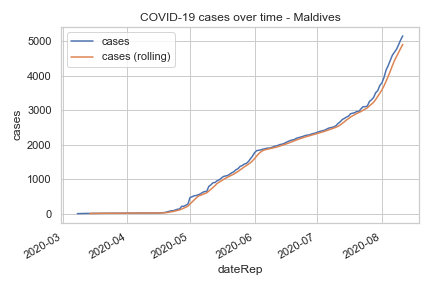 COVID-19 cases over time - Maldives
cases
cases (rolling)
5000
4000
3000
2000
1000
0
cases
2020-03
2020-04
2020-05
2020-06
2020-07
2020-08
dateRep